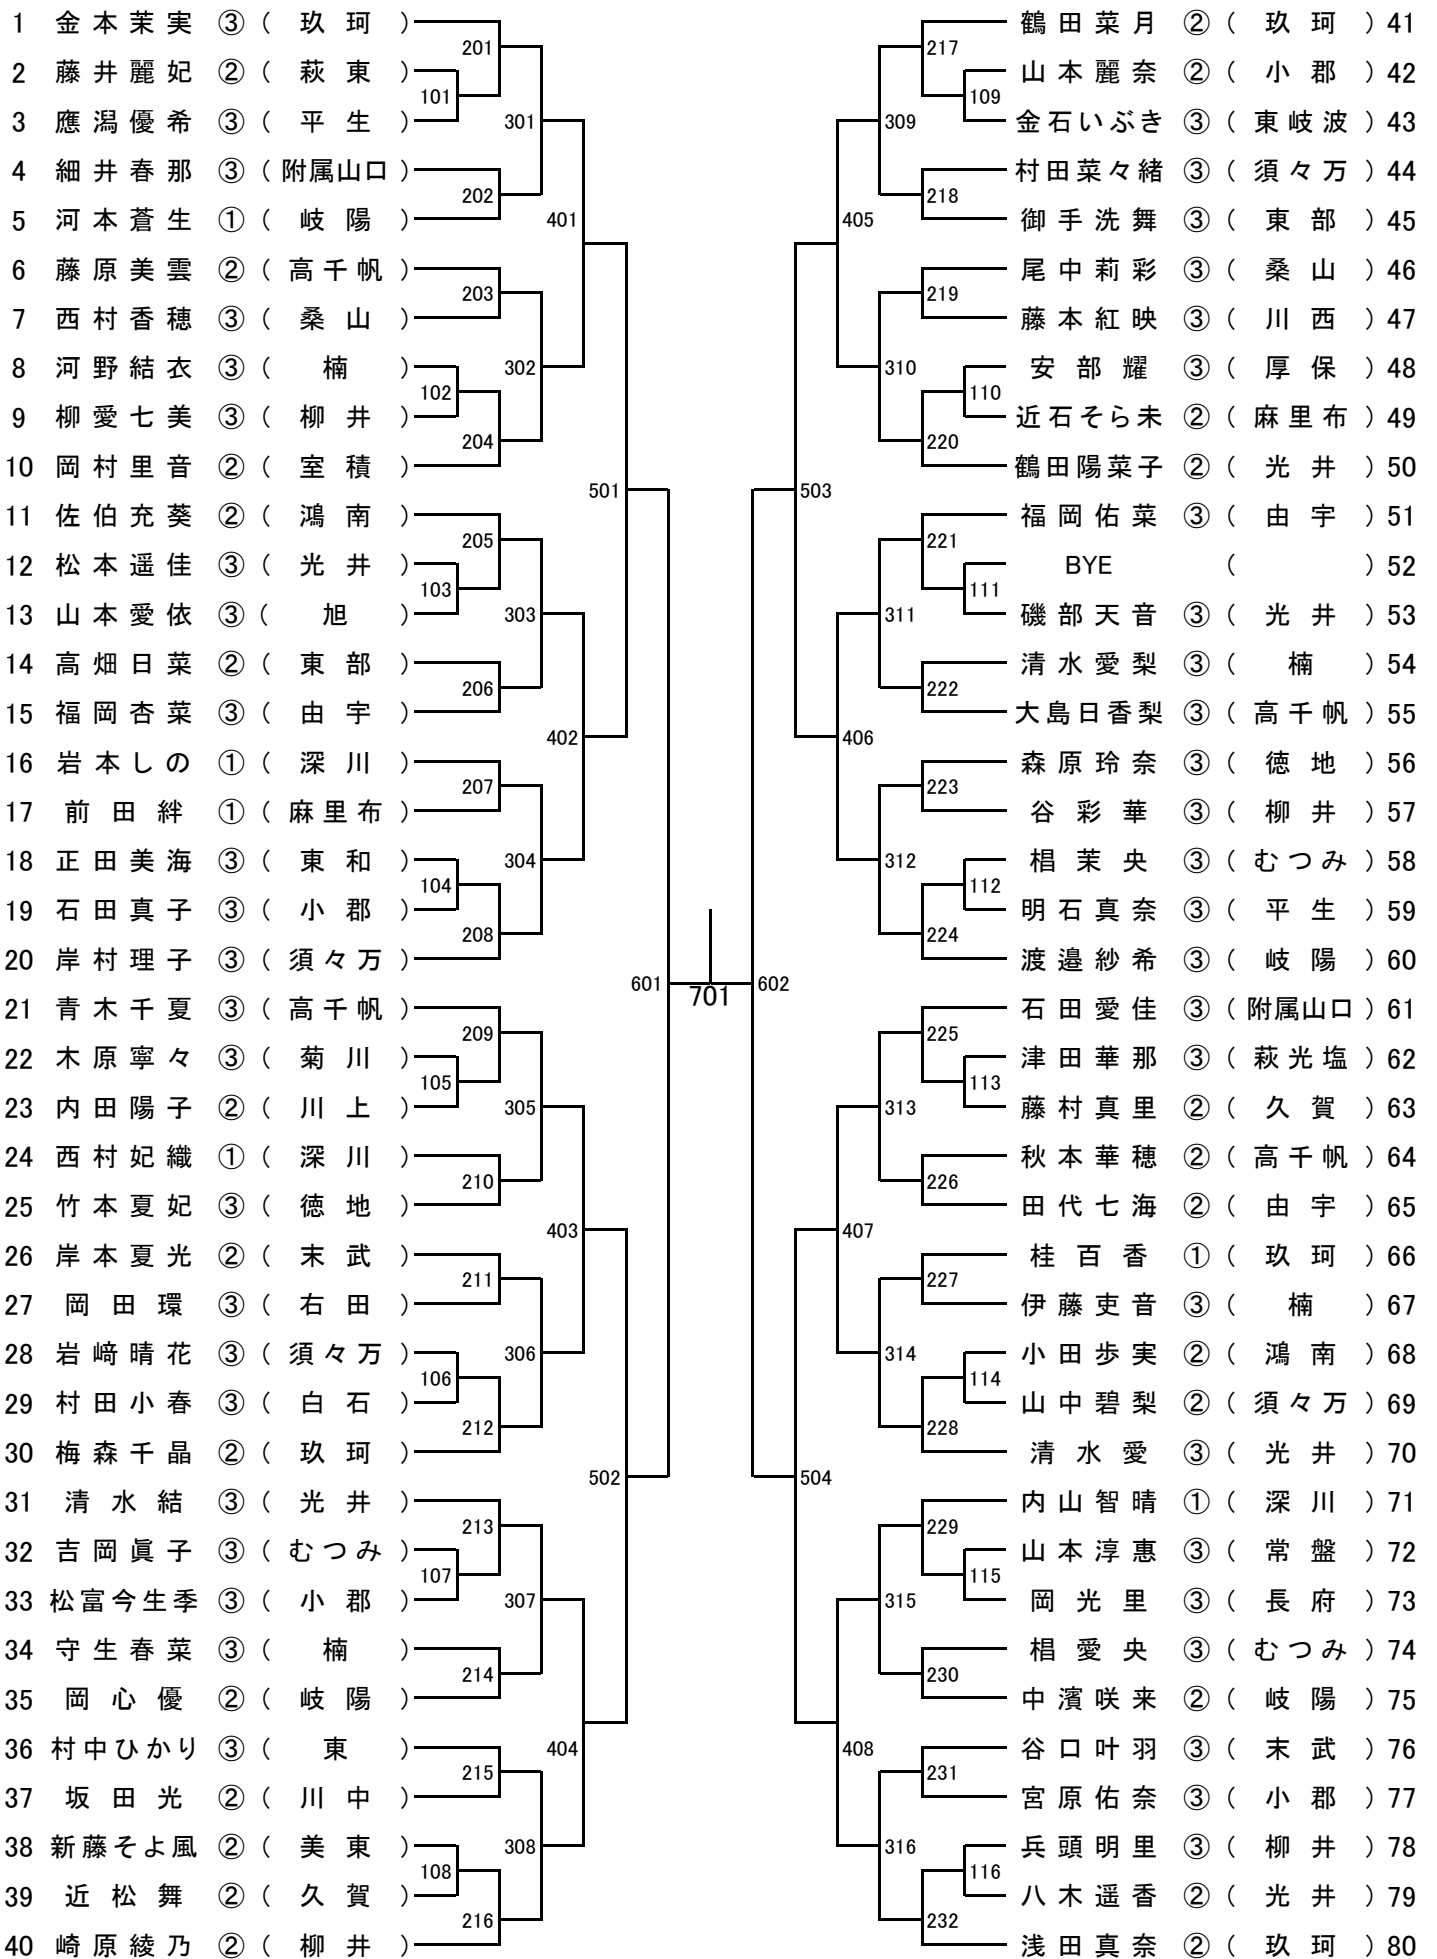 1 金本茉実 ③ ( 玖珂 )
2 藤井麗妃 ② ( 萩東 )
3 應潟優希 ③ ( 平生 )
4 細井春那 ③ ( 附属山口 )
5 河本蒼生 ① ( 岐陽 )
6 藤原美雲 ② ( 高千帆 )
7 西村香穂 ③ ( 桑山 )
8 河野結衣 ③ ( 楠 )
9 柳愛七美 ③ ( 柳井 )
10 岡村里音 ② ( 室積 )
11 佐伯充葵 ② ( 鴻南 )
12 松本遥佳 ③ ( 光井 )
13 山本愛依 ③ ( 旭 )
14 高畑日菜 ② ( 東部 )
15 福岡杏菜 ③ ( 由宇 )
16 岩本しの ① ( 深川 )
17 前田絆 ① ( 麻里布 )
18 正田美海 ③ ( 東和 )
19 石田真子 ③ ( 小郡 )
20 岸村理子 ③ ( 須々万 )
21 青木千夏 ③ ( 高千帆 )
22 木原寧々 ③ ( 菊川 )
23 内田陽子 ② ( 川上 )
24 西村妃織 ① ( 深川 )
25 竹本夏妃 ③ ( 徳地 )
26 岸本夏光 ② ( 末武 )
27 岡田環 ③ ( 右田 )
28 岩﨑晴花 ③ ( 須々万 )
29 村田小春 ③ ( 白石 )
30 梅森千晶 ② ( 玖珂 )
31 清水結 ③ ( 光井 )
32 吉岡眞子 ③ ( むつみ )
33 松富今生季 ③ ( 小郡 )
34 守生春菜 ③ ( 楠 )
35 岡心優 ② ( 岐陽 )
36 村中ひかり ③ ( 東 )
37 坂田光 ② ( 川中 )
38 新藤そよ風 ② ( 美東 )
39 近松舞 ② ( 久賀 )
40 崎原綾乃 ② ( 柳井 )
101
102
103
104
105
106
107
108
201
202
203
204
205
206
207
208
209
210
211
212
213
214
215
216
301
302
303
304
305
306
307
308
401
402
403
404
501
502
601
701
602
503
504
405
406
407
408
309
310
311
312
313
314
315
316
217
218
219
220
221
222
223
224
225
226
227
228
229
230
231
232
109
110
111
112
113
114
115
116
鶴田菜月 ② ( 玖珂 ) 41
山本麗奈 ② ( 小郡 ) 42
金石いぶき ③ ( 東岐波 ) 43
村田菜々緒 ③ ( 須々万 ) 44
御手洗舞 ③ ( 東部 ) 45
尾中莉彩 ③ ( 桑山 ) 46
藤本紅映 ③ ( 川西 ) 47
安部耀 ③ ( 厚保 ) 48
近石そら未 ② ( 麻里布 ) 49
鶴田陽菜子 ② ( 光井 ) 50
福岡佑菜 ③ ( 由宇 ) 51
BYE ( ) 52
磯部天音 ③ ( 光井 ) 53
清水愛梨 ③ ( 楠 ) 54
大島日香梨 ③ ( 高千帆 ) 55
森原玲奈 ③ ( 徳地 ) 56
谷彩華 ③ ( 柳井 ) 57
椙茉央 ③ ( むつみ ) 58
明石真奈 ③ ( 平生 ) 59
渡邉紗希 ③ ( 岐陽 ) 60
石田愛佳 ③ ( 附属山口 ) 61
津田華那 ③ ( 萩光塩 ) 62
藤村真里 ② ( 久賀 ) 63
秋本華穂 ② ( 高千帆 ) 64
田代七海 ② ( 由宇 ) 65
桂百香 ① ( 玖珂 ) 66
伊藤吏音 ③ ( 楠 ) 67
小田歩実 ② ( 鴻南 ) 68
山中碧梨 ② ( 須々万 ) 69
清水愛 ③ ( 光井 ) 70
内山智晴 ① ( 深川 ) 71
山本淳恵 ③ ( 常盤 ) 72
岡光里 ③ ( 長府 ) 73
椙愛央 ③ ( むつみ ) 74
中濱咲来 ② ( 岐陽 ) 75
谷口叶羽 ③ ( 末武 ) 76
宮原佑奈 ③ ( 小郡 ) 77
兵頭明里 ③ ( 柳井 ) 78
八木遥香 ② ( 光井 ) 79
浅田真奈 ② ( 玖珂 ) 80